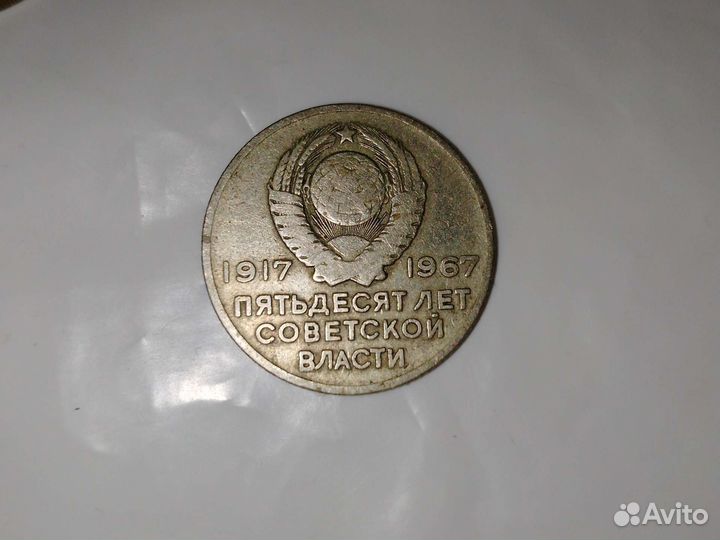 1917 1967
ПЯТЬДЕСЯТ ЛЕТ
СОВЕТСКОЙ
ВЛАСТИ
Avito